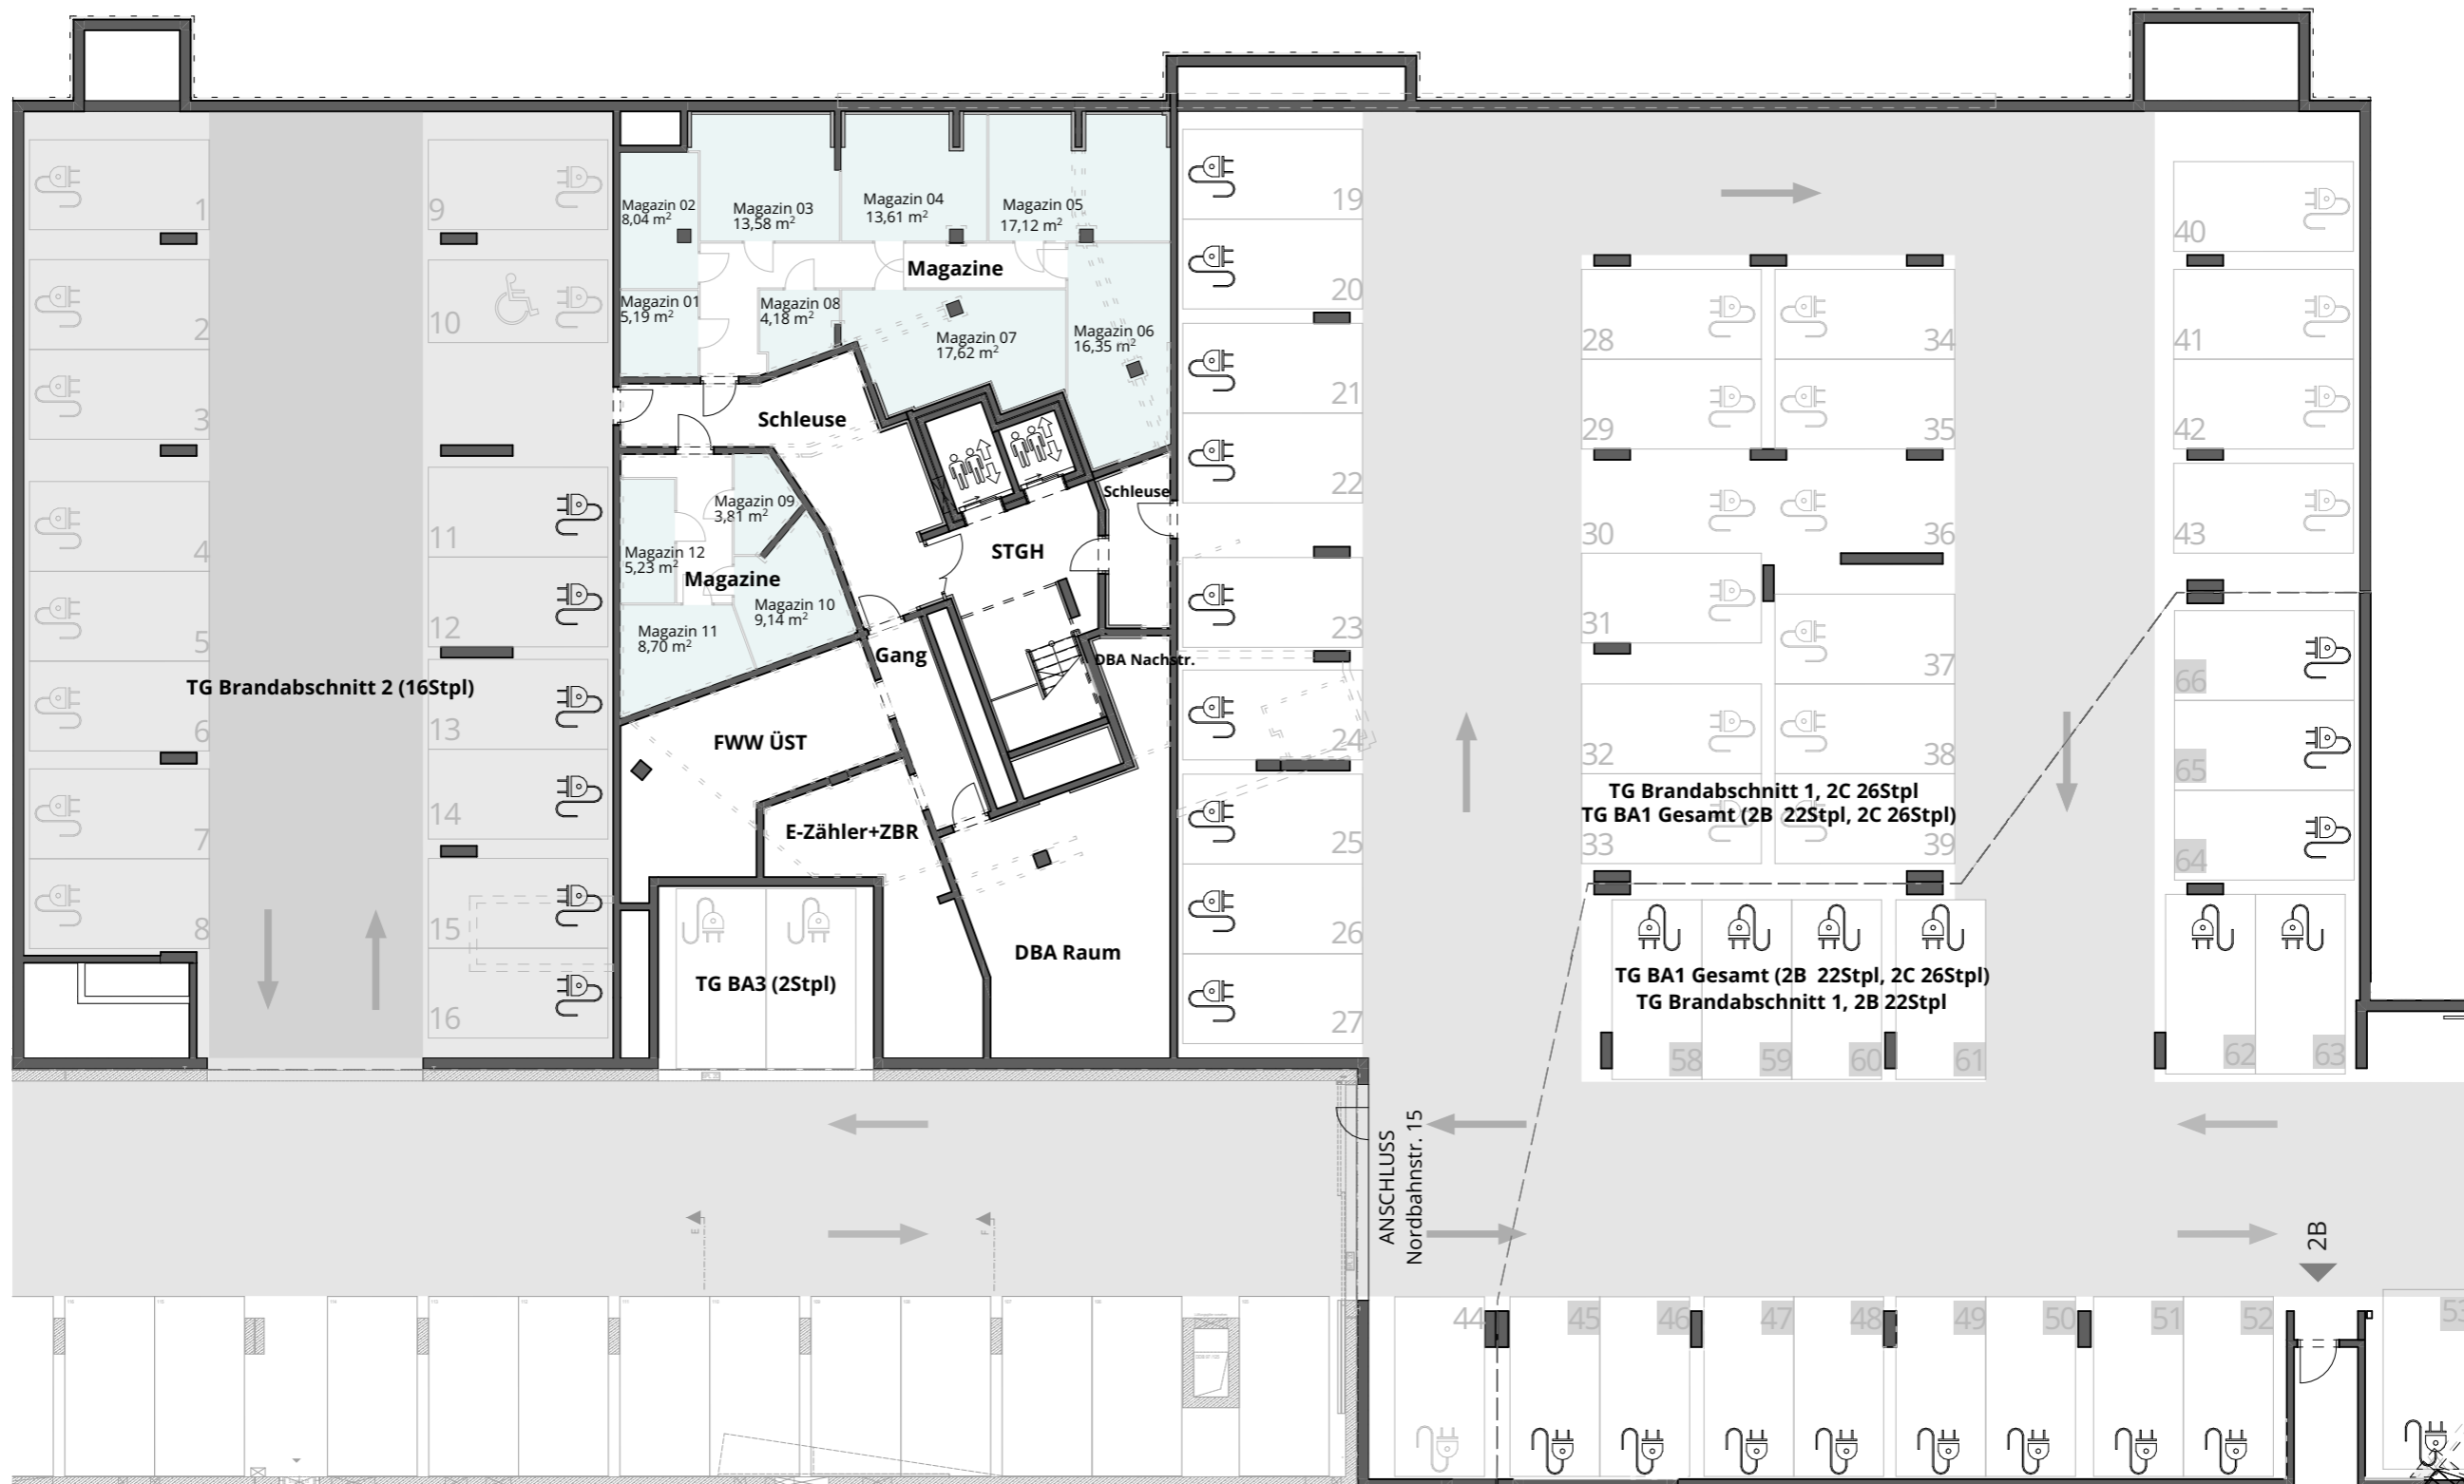 1
2
3
4
5
6
7
8
9
10
11
12
13
14
15
16
TG Brandabschnitt 2 (16Stpl)
Magazin 02
8,04 m²
Magazin 03
13,58 m²
Magazin 04
13,61 m²
Magazin 05
17,12 m²
Magazine
Magazin 01
5,19 m²
Magazin 08
4,18 m²
Magazin 07
17,62 m²
Magazin 06
16,35 m²
Schleuse
Schleuse
Magazin 09
3,81 m²
Magazin 12
5,23 m²
Magazine
Magazin 10
9,14 m²
Magazin 11
8,70 m²
STGH
Gang
DBA Nachstr.
FWW ÜST
E-Zähler+ZBR
DBA Raum
TG BA3 (2Stpl)
19
20
21
22
23
24
25
26
27
28
29
30
31
32
33
34
35
36
37
38
39
TG Brandabschnitt 1, 2C 26Stpl
TG BA1 Gesamt (2B 22Stpl, 2C 26Stpl)
40
41
42
43
66
65
64
58
59
60
61
62
63
TG BA1 Gesamt (2B 22Stpl, 2C 26Stpl)
TG Brandabschnitt 1, 2B 22Stpl
ANSCHLUSS
Nordbahnstr. 15
2B
E
F
44
45
46
47
48
49
50
51
52
53